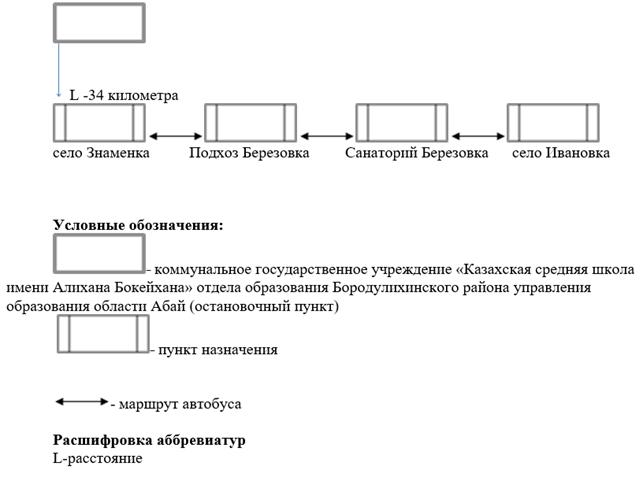 L -34 километра
село Знаменка Подхоз Березовка Санаторий Березовка село Ивановка
Условные обозначения:
- коммунальное государственное учреждение «Казахская средняя школа
имени Алихана Бокейхана» отдела образования Бородулихинского района управления
образования области Абай (остановочный пункт)
- пункт назначения
- маршрут автобуса
Расшифровка аббревиатур
L-расстояние